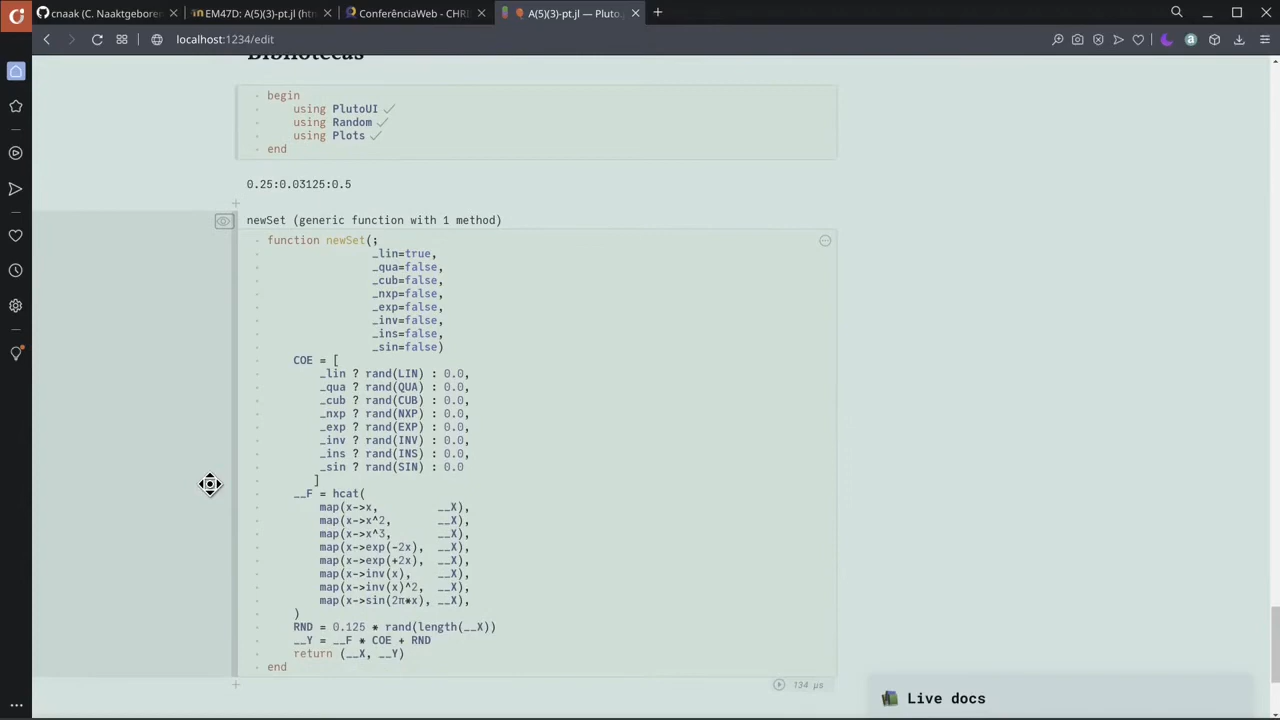 cnaak (C. Naaktgeboren
EM47D: A(5)(3)-pt.jl (htm
ConferênciaWeb - CHRI
A(5)(3)-pt.jl — Pluto.j
localhost:1234/edit
Bibliotecas
begin
using PlutoUI ✓
using Random ✓
using Plots ✓
end
0.25:0.03125:0.5
newSet (generic function with 1 method)
function newSet(;
_lin=true,
_qua=false,
_cub=false,
_nxp=false,
_exp=false,
_inv=false,
_ins=false,
_sin=false)
COE = [
_lin ? rand(LIN) : 0.0,
_qua ? rand(QUA) : 0.0,
_cub ? rand(CUB) : 0.0,
_nxp ? rand(NXP) : 0.0,
_exp ? rand(EXP) : 0.0,
_inv ? rand(INV) : 0.0,
_ins ? rand(INS) : 0.0,
_sin ? rand(SIN) : 0.0
]
__F = hcat(
map(x->x, __X),
map(x->x^2, __X),
map(x->x^3, __X),
map(x->exp(-2x), __X),
map(x->exp(+2x), __X),
map(x->inv(x), __X),
map(x->inv(x)^2, __X),
map(x->sin(2π*x), __X),
)
RND = 0.125 * rand(length(__X))
__Y = __F * COE + RND
return (__X, __Y)
end
134 μs
Live docs